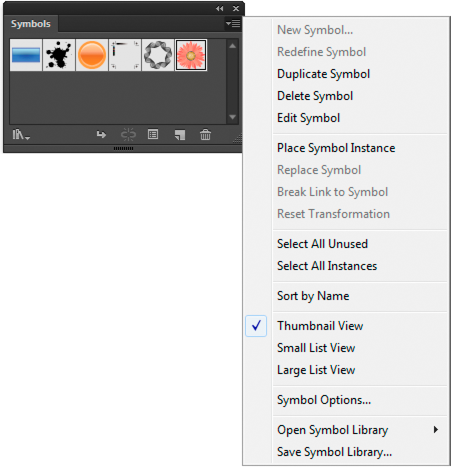 Symbols
New Symbol...
Redefine Symbol
Duplicate Symbol
Delete Symbol
Edit Symbol
Place Symbol Instance
Replace Symbol
Break Link to Symbol
Reset Transformation
Select All Unused
Select All Instances
Sort by Name
Thumbnail View
Small List View
Large List View
Symbol Options...
Open Symbol Library
Save Symbol Library...